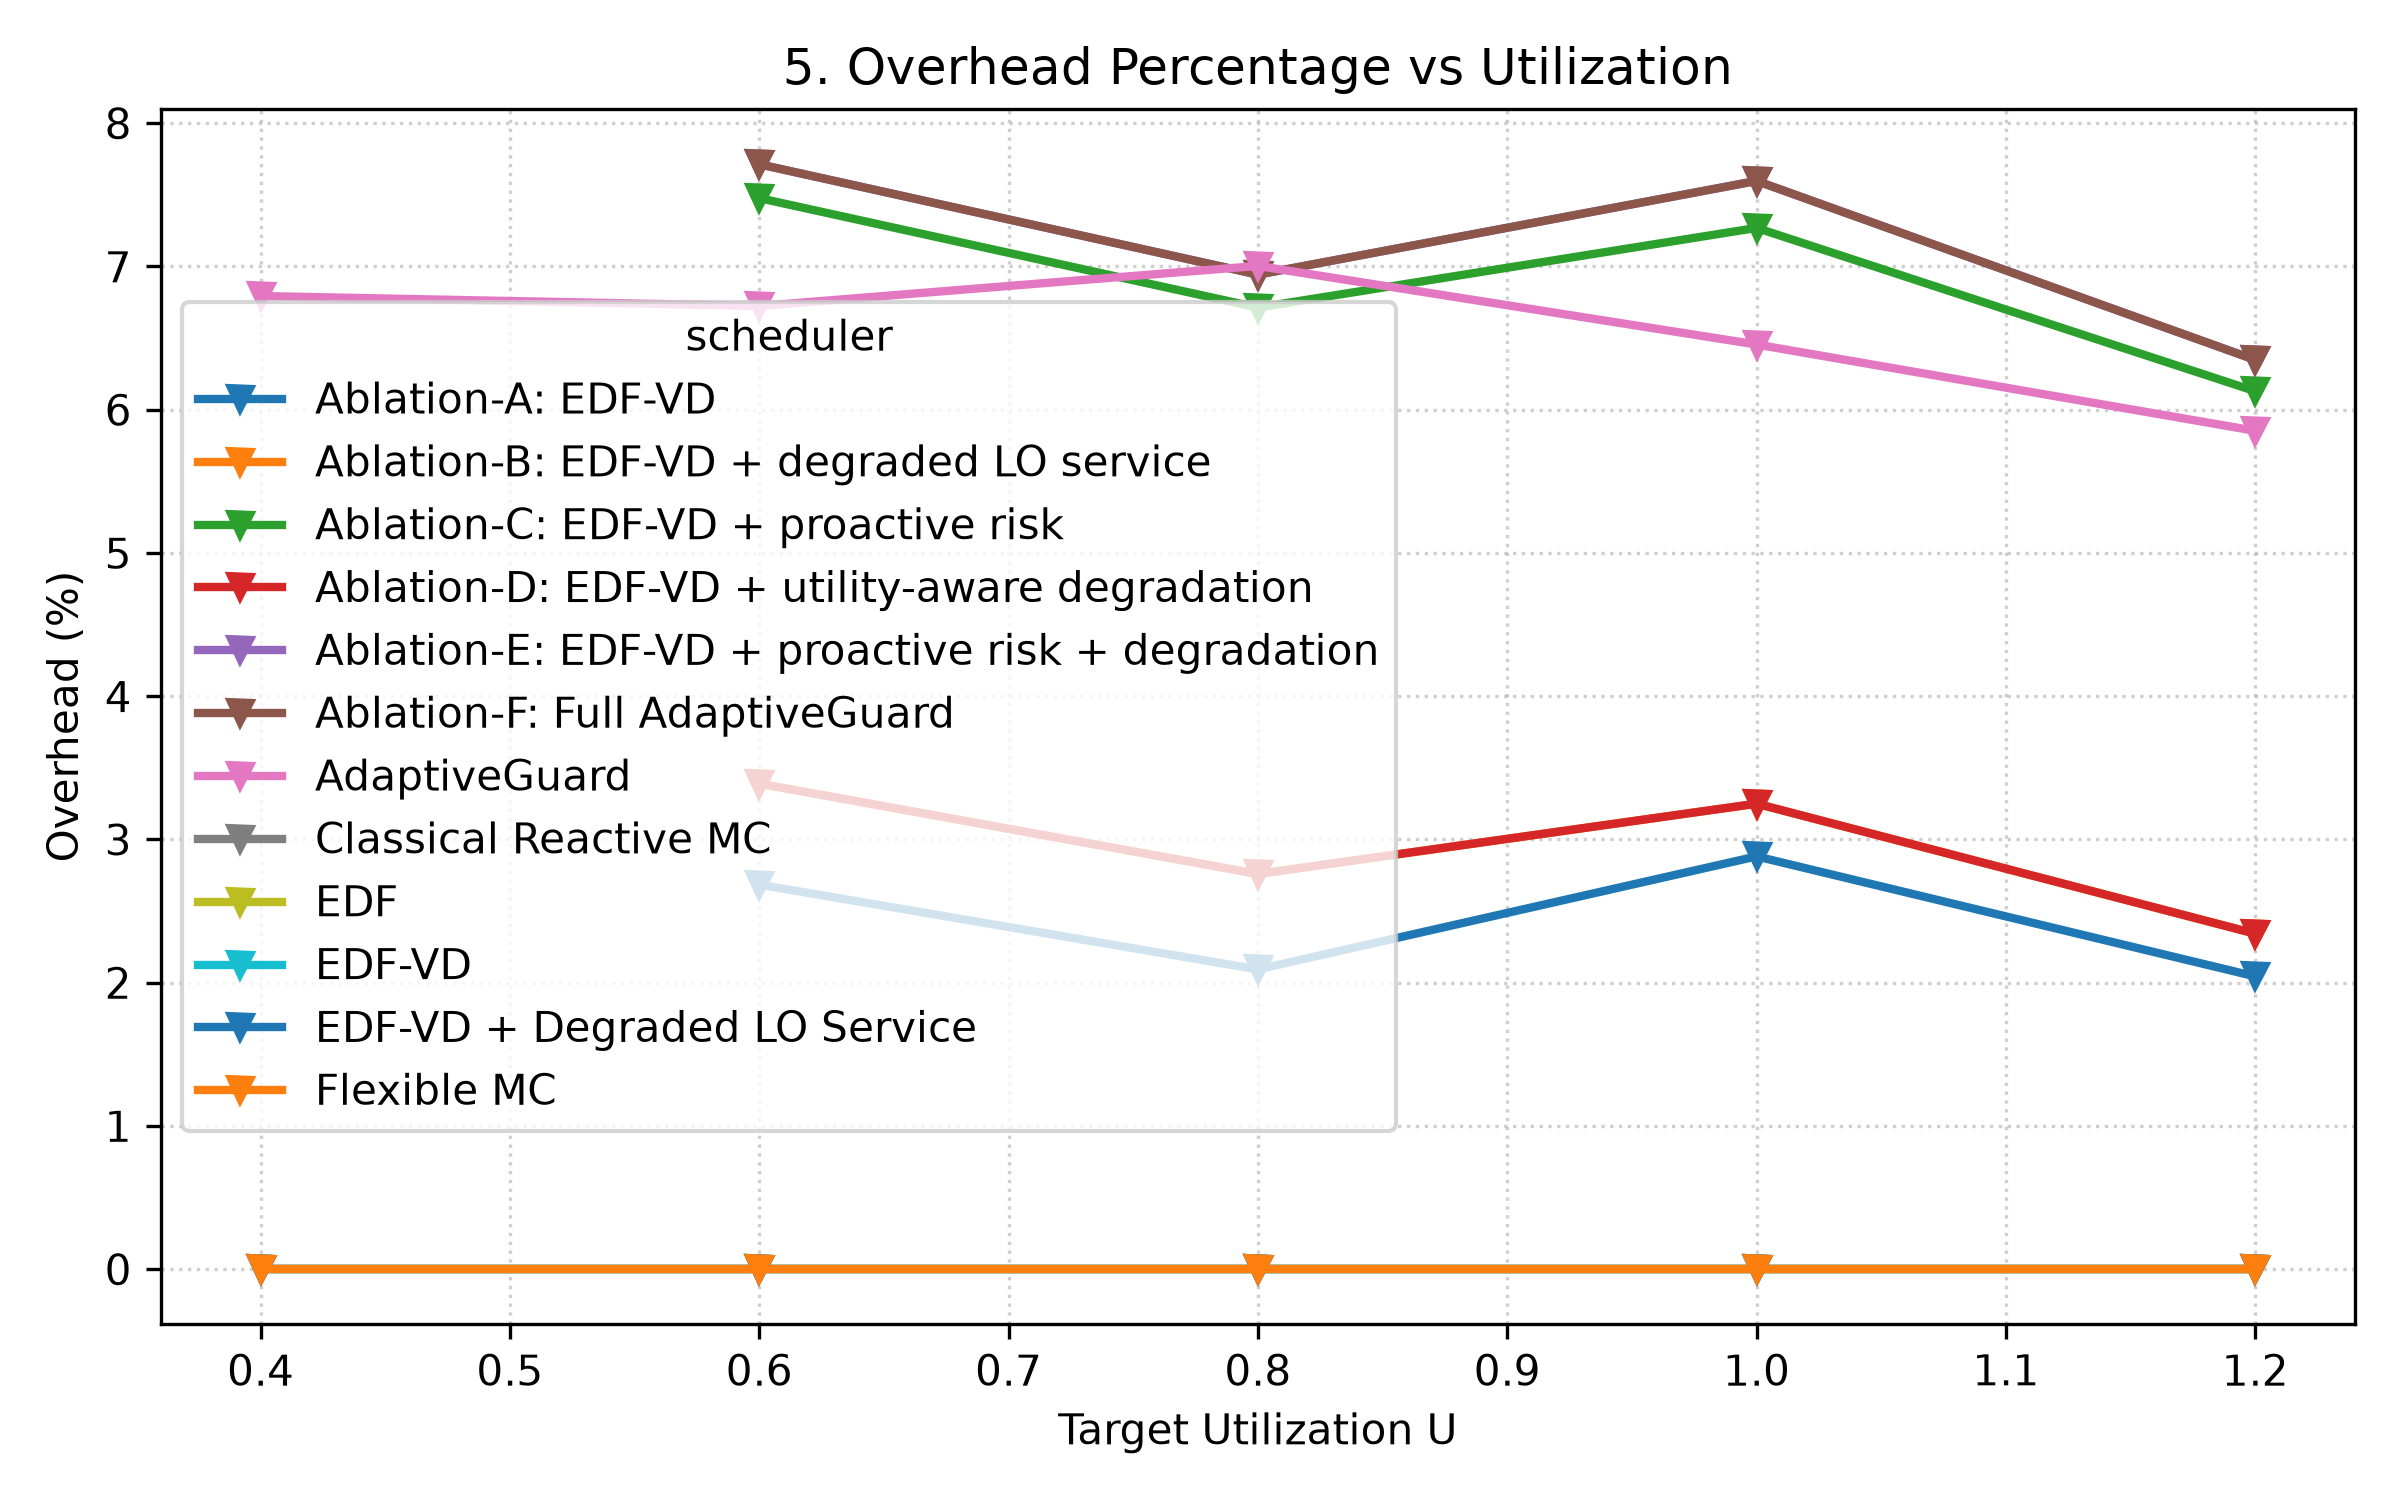 5. Overhead Percentage vs Utilization
8
7
6
5
4
3
2
1
0
Overhead (%)
scheduler
Ablation-A: EDF-VD
Ablation-B: EDF-VD + degraded LO service
Ablation-C: EDF-VD + proactive risk
Ablation-D: EDF-VD + utility-aware degradation
Ablation-E: EDF-VD + proactive risk + degradation
Ablation-F: Full AdaptiveGuard
AdaptiveGuard
Classical Reactive MC
EDF
EDF-VD
EDF-VD + Degraded LO Service
Flexible MC
0.4 0.5 0.6 0.7 0.8 0.9 1.0 1.1 1.2
Target Utilization U